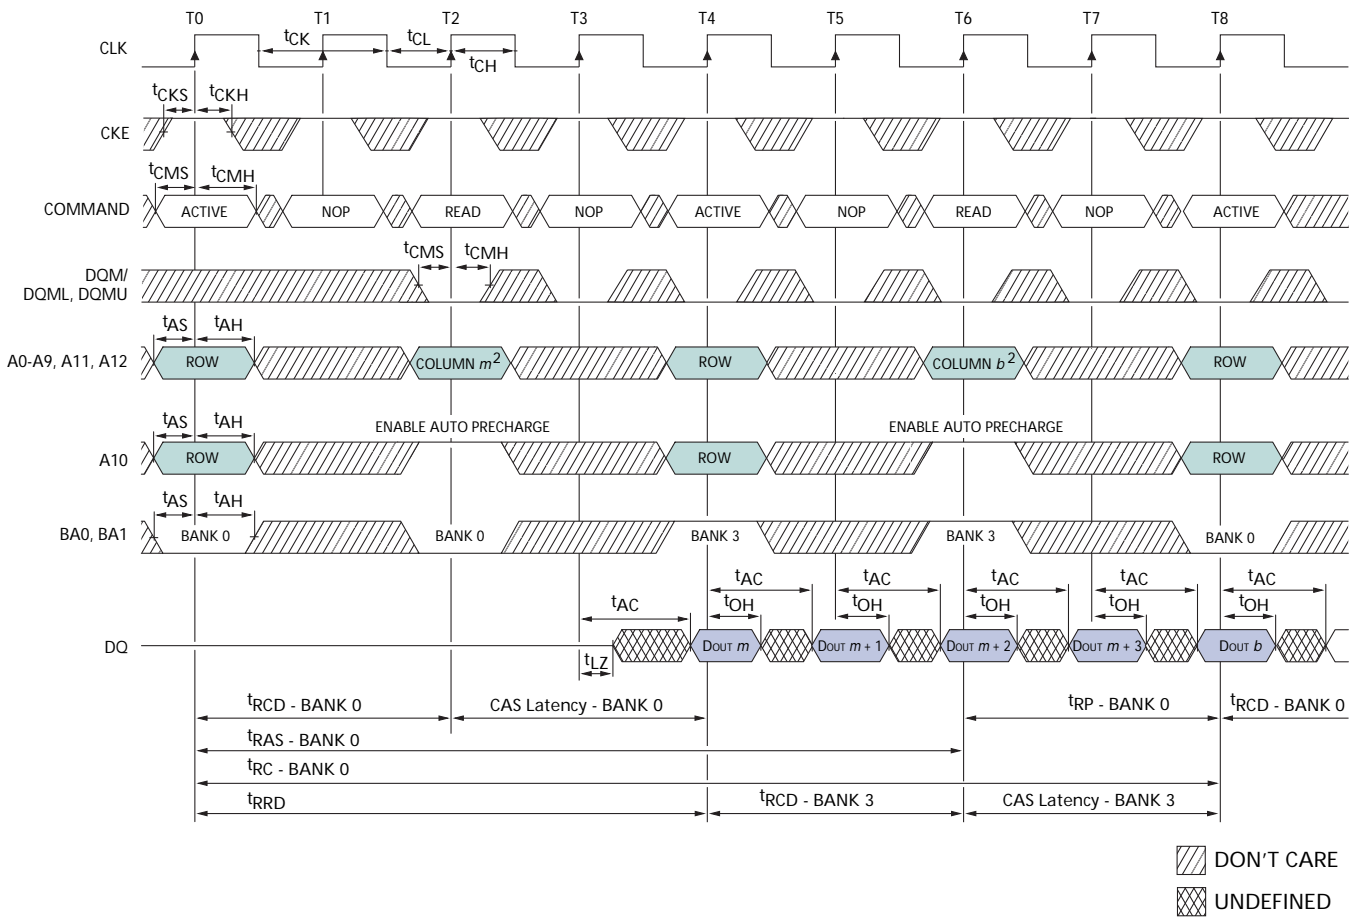 T0 T1 T2 T3 T4 T5 T6 T7 T8
CLK tCK tCL tCH
tCKS tCKH
CKE
tCMS tCMH
COMMAND ACTIVE NOP READ NOP ACTIVE NOP READ NOP ACTIVE
tCMS tCMH
DQM/
DQML, DQMU
tAS tAH
A0-A9, A11, A12 ROW COLUMN m2 ROW COLUMN b2 ROW
tAS tAH ENABLE AUTO PRECHARGE ENABLE AUTO PRECHARGE
A10 ROW ROW ROW
tAS tAH
BA0, BA1 BANK 0 BANK 0 BANK 3 BANK 3 BANK 0
tAC tAC tAC tAC tAC tAC
tOH tOH tOH tOH tOH
DQ DOUT m DOUT m + 1 DOUT m + 2 DOUT m + 3 DOUT b
tLZ
tRCD - BANK 0 CAS Latency - BANK 0 tRP - BANK 0 tRCD - BANK 0
tRAS - BANK 0
tRC - BANK 0
tRRD tRCD - BANK 3 CAS Latency - BANK 3
DON'T CARE
UNDEFINED